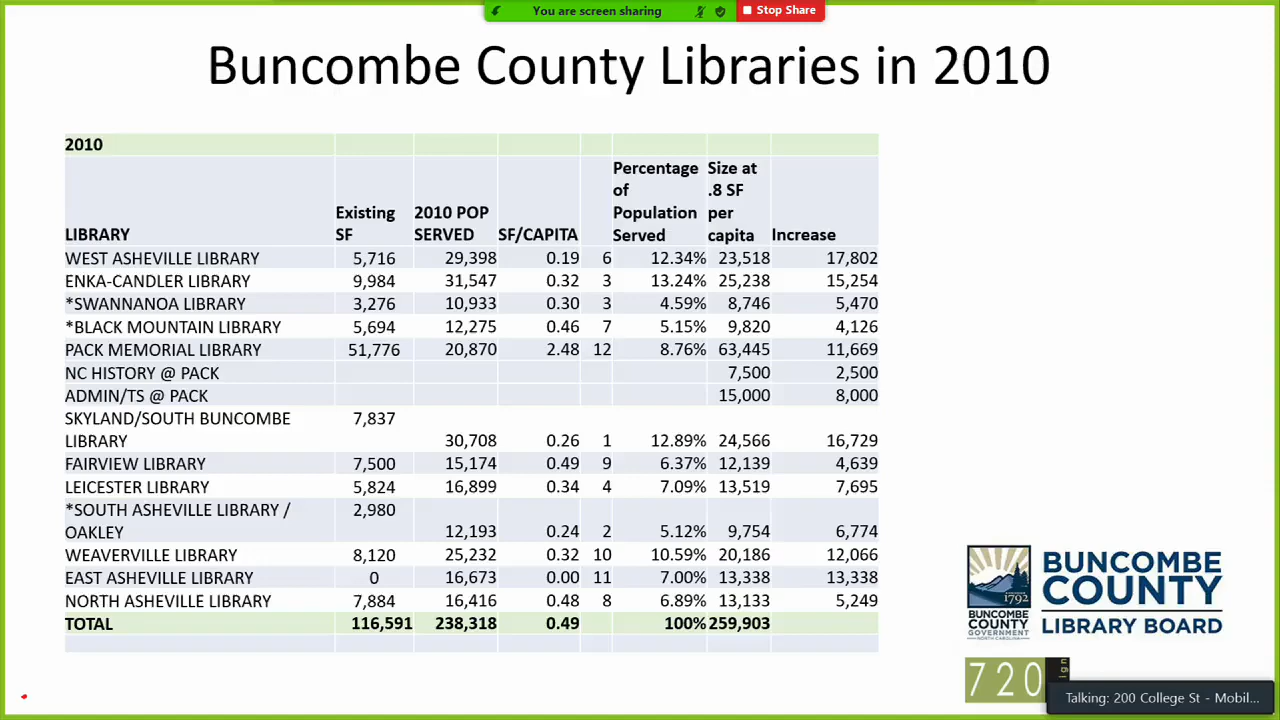 You are screen sharing
Stop Share
Buncombe County Libraries in 2010
2010
LIBRARY Existing SF 2010 POP SERVED SF/CAPITA Percentage of Population Served Size at .8 SF per capita Increase
WEST ASHEVILLE LIBRARY 5,716 29,398 0.19 6 12.34% 23,518 17,802
ENKA-CANDLER LIBRARY 9,984 31,547 0.32 3 13.24% 25,238 15,254
*SWANNANOA LIBRARY 3,276 10,933 0.30 3 4.59% 8,746 5,470
*BLACK MOUNTAIN LIBRARY 5,694 12,275 0.46 7 5.15% 9,820 4,126
PACK MEMORIAL LIBRARY 51,776 20,870 2.48 12 8.76% 63,445 11,669
NC HISTORY @ PACK 7,500 2,500
ADMIN/TS @ PACK 15,000 8,000
SKYLAND/SOUTH BUNCOMBE 7,837
LIBRARY 30,708 0.26 1 12.89% 24,566 16,729
FAIRVIEW LIBRARY 7,500 15,174 0.49 9 6.37% 12,139 4,639
LEICESTER LIBRARY 5,824 16,899 0.34 4 7.09% 13,519 7,695
*SOUTH ASHEVILLE LIBRARY / 2,980
OAKLEY 12,193 0.24 2 5.12% 9,754 6,774
WEAVERVILLE LIBRARY 8,120 25,232 0.32 10 10.59% 20,186 12,066
EAST ASHEVILLE LIBRARY 0 16,673 0.00 11 7.00% 13,338 13,338
NORTH ASHEVILLE LIBRARY 7,884 16,416 0.48 8 6.89% 13,133 5,249
TOTAL 116,591 238,318 0.49 100% 259,903
1792
BUNCOMBE
COUNTY
GOVERNMENT
NORTH CAROLINA
BUNCOMBE
COUNTY
LIBRARY BOARD
720
Talking: 200 College St - Mobil...